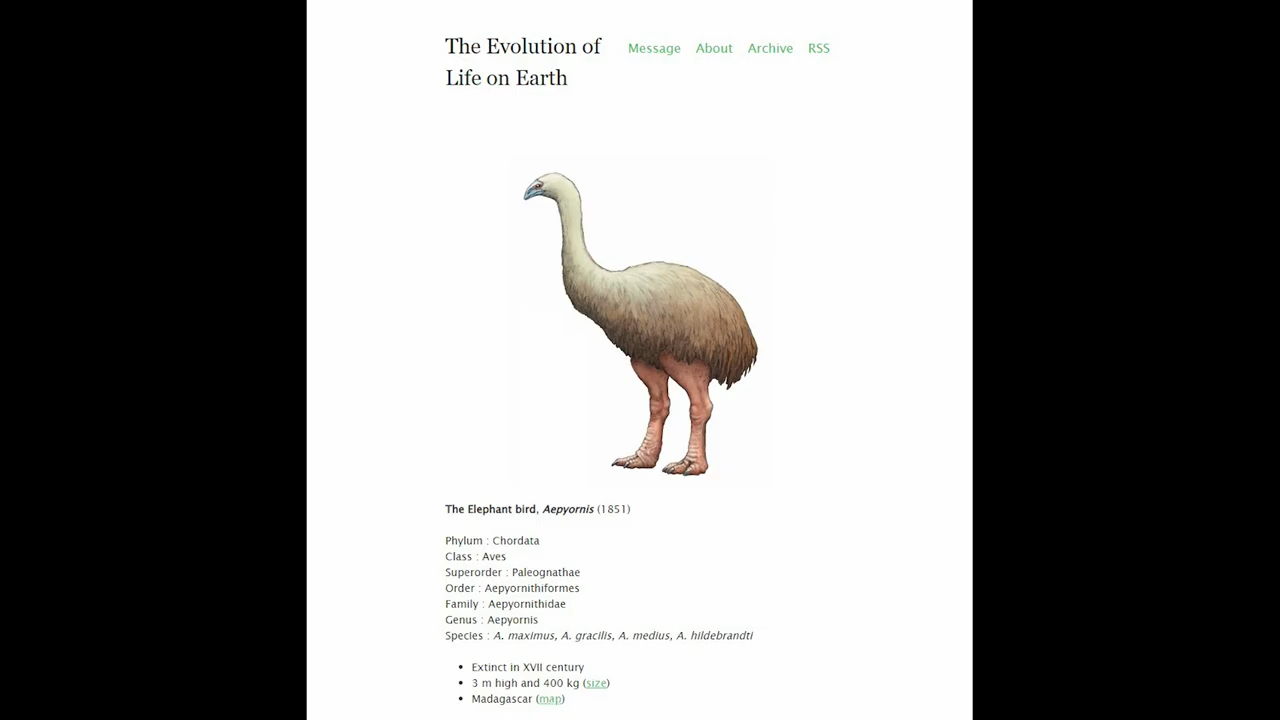 The Evolution of
Life on Earth
Message About Archive RSS
The Elephant bird, Aepyornis (1851)
Phylum : Chordata
Class : Aves
Superorder : Paleognathae
Order : Aepyornithiformes
Family : Aepyornithidae
Genus : Aepyornis
Species : A. maximus, A. gracilis, A. medius, A. hildebrandti
• Extinct in XVII century
• 3 m high and 400 kg (size)
• Madagascar (map)